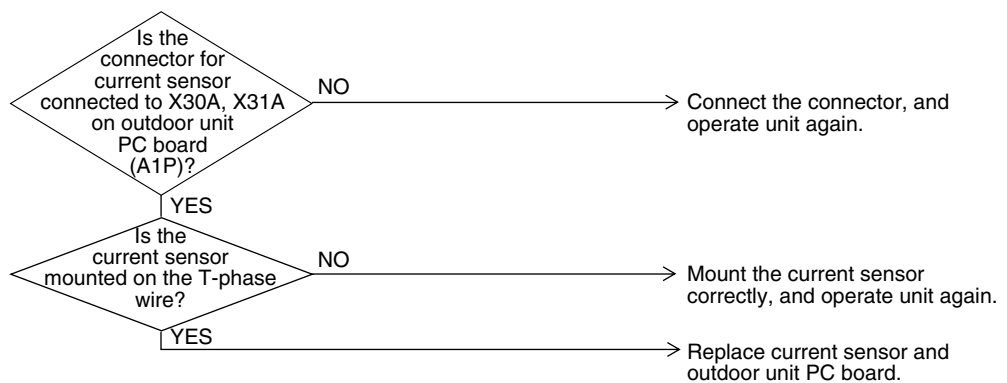 Is the
connector for
current sensor
connected to X30A, X31A
on outdoor unit
PC board
(A1P)?
NO
Connect the connector, and
operate unit again.
YES
Is the
current sensor
mounted on the T-phase
wire?
NO
Mount the current sensor
correctly, and operate unit again.
YES
Replace current sensor and
outdoor unit PC board.